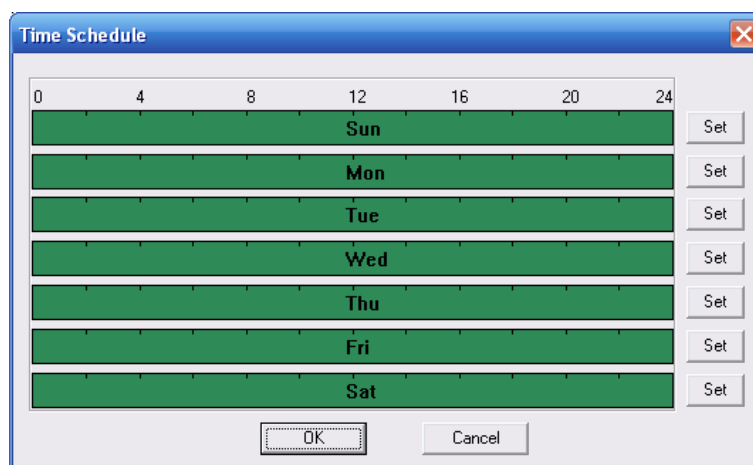 Time Schedule
0 4 8 12 16 20 24
Sun Set
Mon Set
Tue Set
Wed Set
Thu Set
Fri Set
Sat Set
OK Cancel